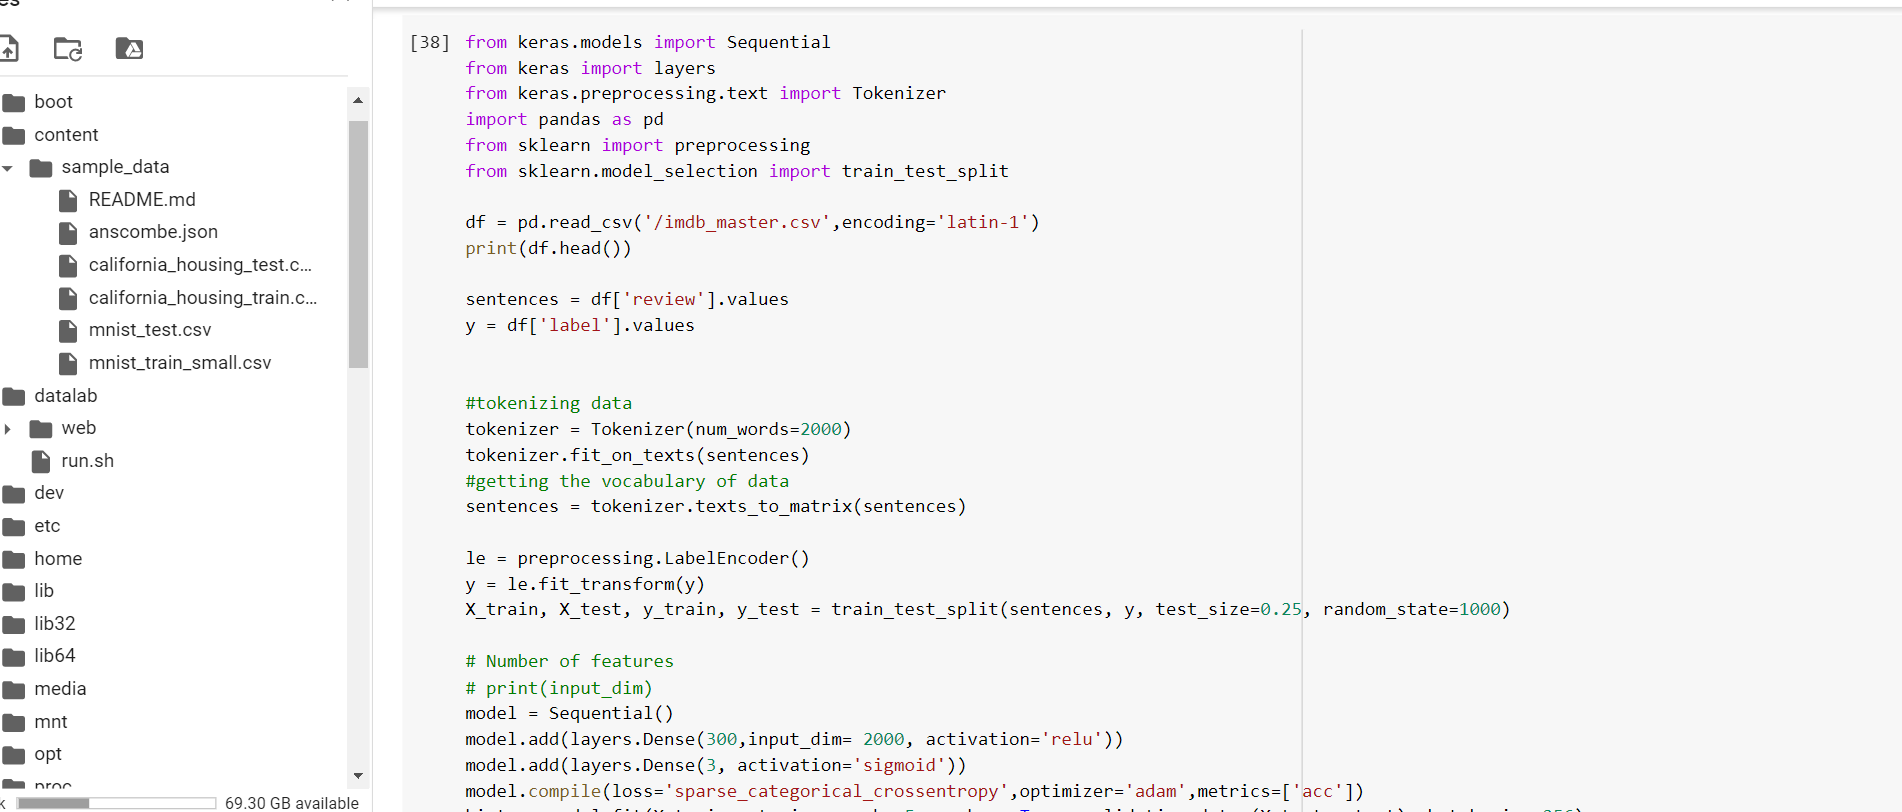 es
boot
content
sample_data
README.md
anscombe.json
california_housing_test.c...
california_housing_train.c...
mnist_test.csv
mnist_train_small.csv
datalab
web
run.sh
dev
etc
home
lib
lib32
lib64
media
mnt
opt
proc
k 69.30 GB available
[38] from keras.models import Sequential
from keras import layers
from keras.preprocessing.text import Tokenizer
import pandas as pd
from sklearn import preprocessing
from sklearn.model_selection import train_test_split
df = pd.read_csv('/imdb_master.csv',encoding='latin-1')
print(df.head())
sentences = df['review'].values
y = df['label'].values
#tokenizing data
tokenizer = Tokenizer(num_words=2000)
tokenizer.fit_on_texts(sentences)
#getting the vocabulary of data
sentences = tokenizer.texts_to_matrix(sentences)
le = preprocessing.LabelEncoder()
y = le.fit_transform(y)
X_train, X_test, y_train, y_test = train_test_split(sentences, y, test_size=0.25, random_state=1000)
# Number of features
# print(input_dim)
model = Sequential()
model.add(layers.Dense(300,input_dim= 2000, activation='relu'))
model.add(layers.Dense(3, activation='sigmoid'))
model.compile(loss='sparse_categorical_crossentropy',optimizer='adam',metrics=['acc'])